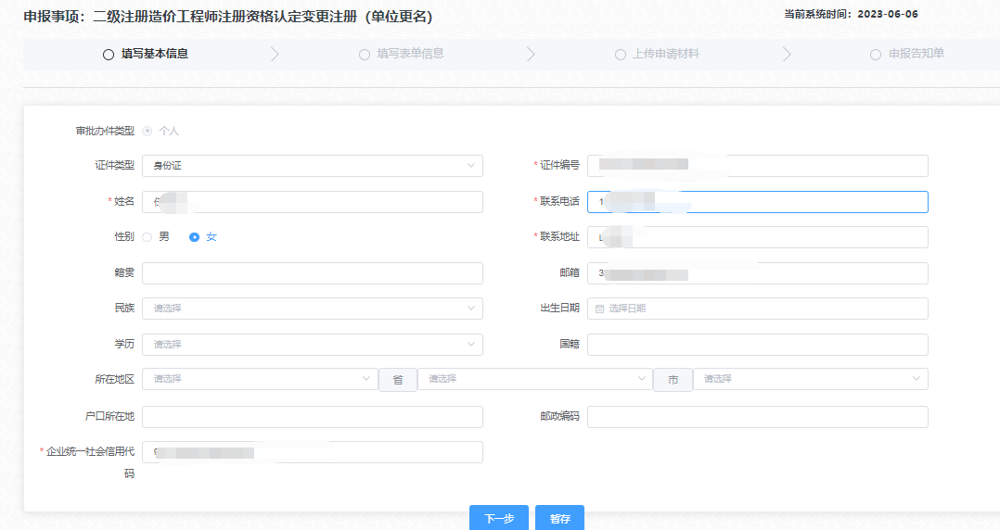 申报事项：二级注册造价工程师注册资格认定变更注册（单位更名）
当前系统时间：2023-06-06
填写基本信息 填写表单信息 上传申请材料 申报告知单
审批办件类型 个人
证件类型 身份证 *证件编号
*姓名 *联系电话 1
性别 男 女 *联系地址
籍贯 邮箱 3
民族 请选择 出生日期 选择日期
学历 请选择 国籍
所在地区 请选择 省 请选择 市 请选择
户口所在地 邮政编码
*企业统一社会信用代
码
下一步 暂存